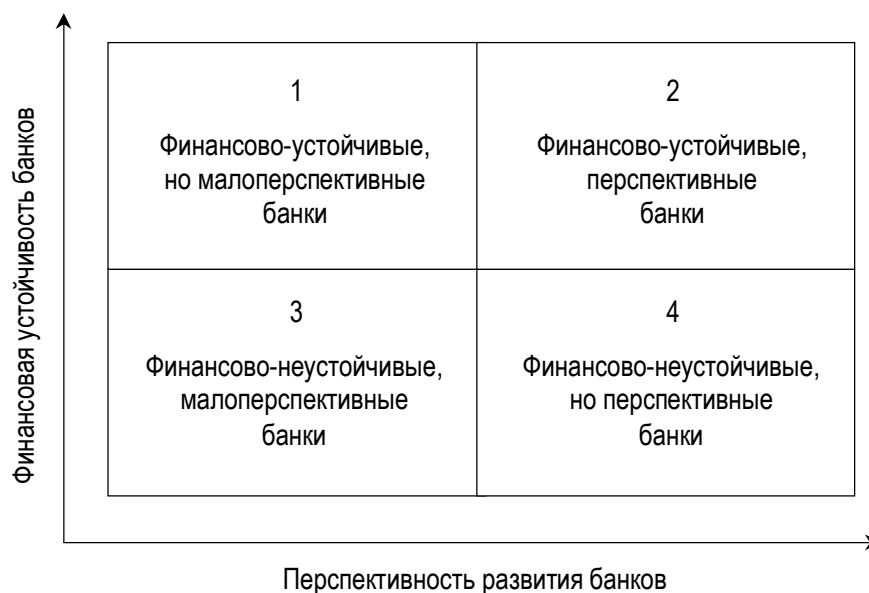 Финансовая устойчивость банков
1
Финансово-устойчивые,
но малоперспективные
банки
2
Финансово-устойчивые,
перспективные
банки
3
Финансово-неустойчивые,
малоперспективные
банки
4
Финансово-неустойчивые,
но перспективные
банки
Перспективность развития банков